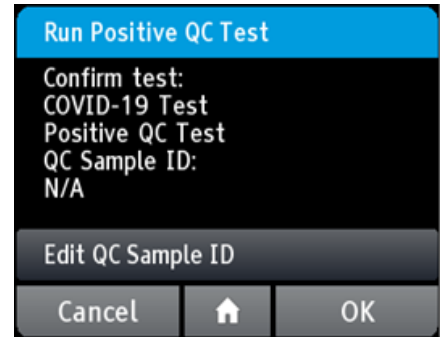 Run Positive QC Test
Confirm test:
COVID-19 Test
Positive QC Test
QC Sample ID:
N/A
Edit QC Sample ID
Cancel
OK